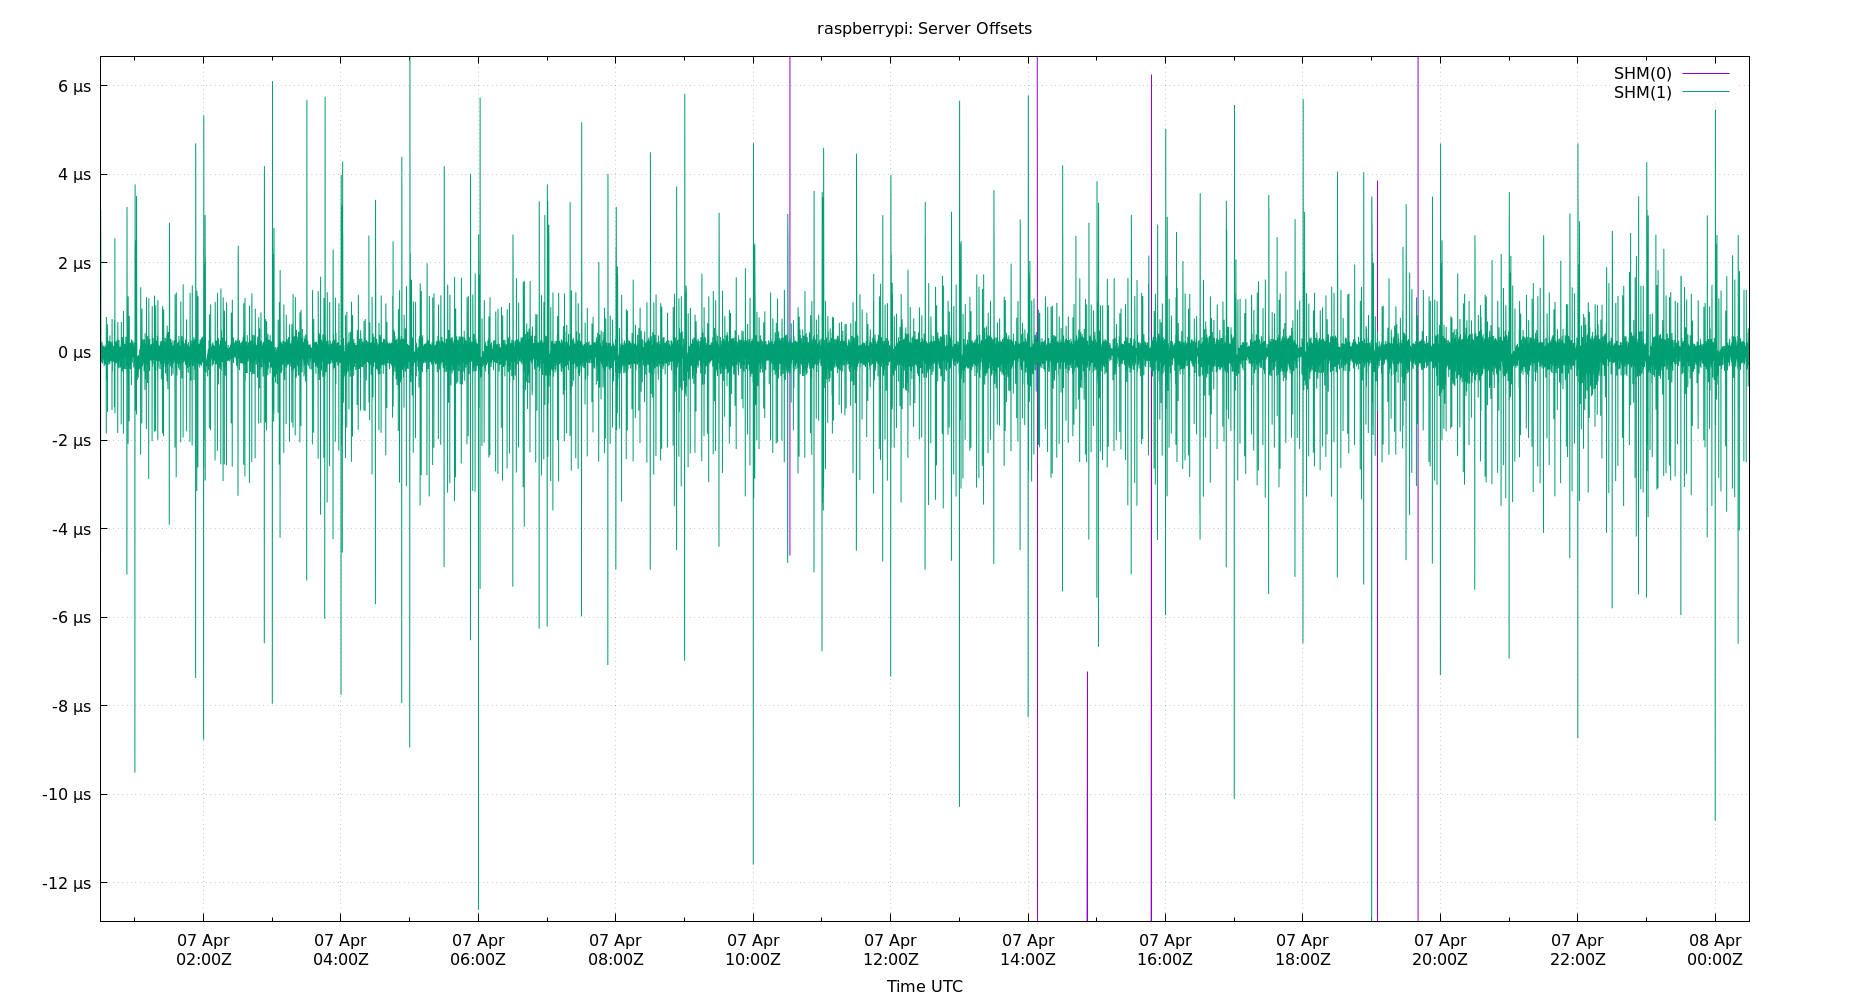 raspberrypi: Server Offsets
SHM(0)
SHM(1)
6 µs
4 µs
2 µs
0 µs
-2 µs
-4 µs
-6 µs
-8 µs
-10 µs
-12 µs
07 Apr 07 Apr 07 Apr 07 Apr 07 Apr 07 Apr 07 Apr 07 Apr 07 Apr 07 Apr 07 Apr 08 Apr
02:00Z 04:00Z 06:00Z 08:00Z 10:00Z 12:00Z 14:00Z 16:00Z 18:00Z 20:00Z 22:00Z 00:00Z
Time UTC